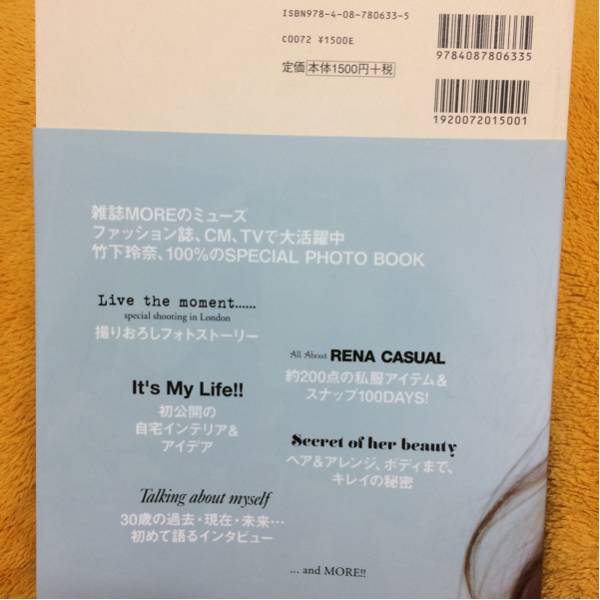 ISBN978-4-08-780633-5
C0072 ¥1500E
定価 本体1500円+税
9784087806335
1920072015001
雑誌MOREのミューズ
ファッション誌、CM、TVで大活躍中
竹下玲奈、100%のSPECIAL PHOTO BOOK
Live the moment......
special shooting in London
撮りおろしフォトストーリー
All About RENA CASUAL
約200点の私服アイテム&
スナップ100DAYS!
It's My Life!!
初公開の
自宅インテリア&
アイデア
Secret of her beauty
ヘア&アレンジ、ボディまで、
キレイの秘密
Talking about myself
30歳の過去・現在・未来…
初めて語るインタビュー
... and MORE!!